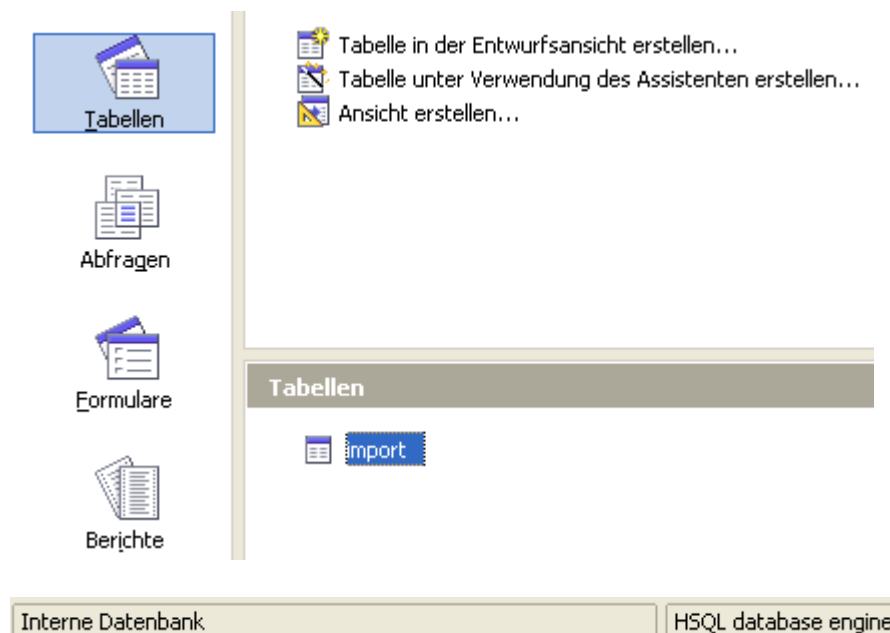 Tabellen
Abfragen
Formulare
Berichte
Tabelle in der Entwurfsansicht erstellen...
Tabelle unter Verwendung des Assistenten erstellen...
Ansicht erstellen...
Tabellen
import
Interne Datenbank
HSQL database engine